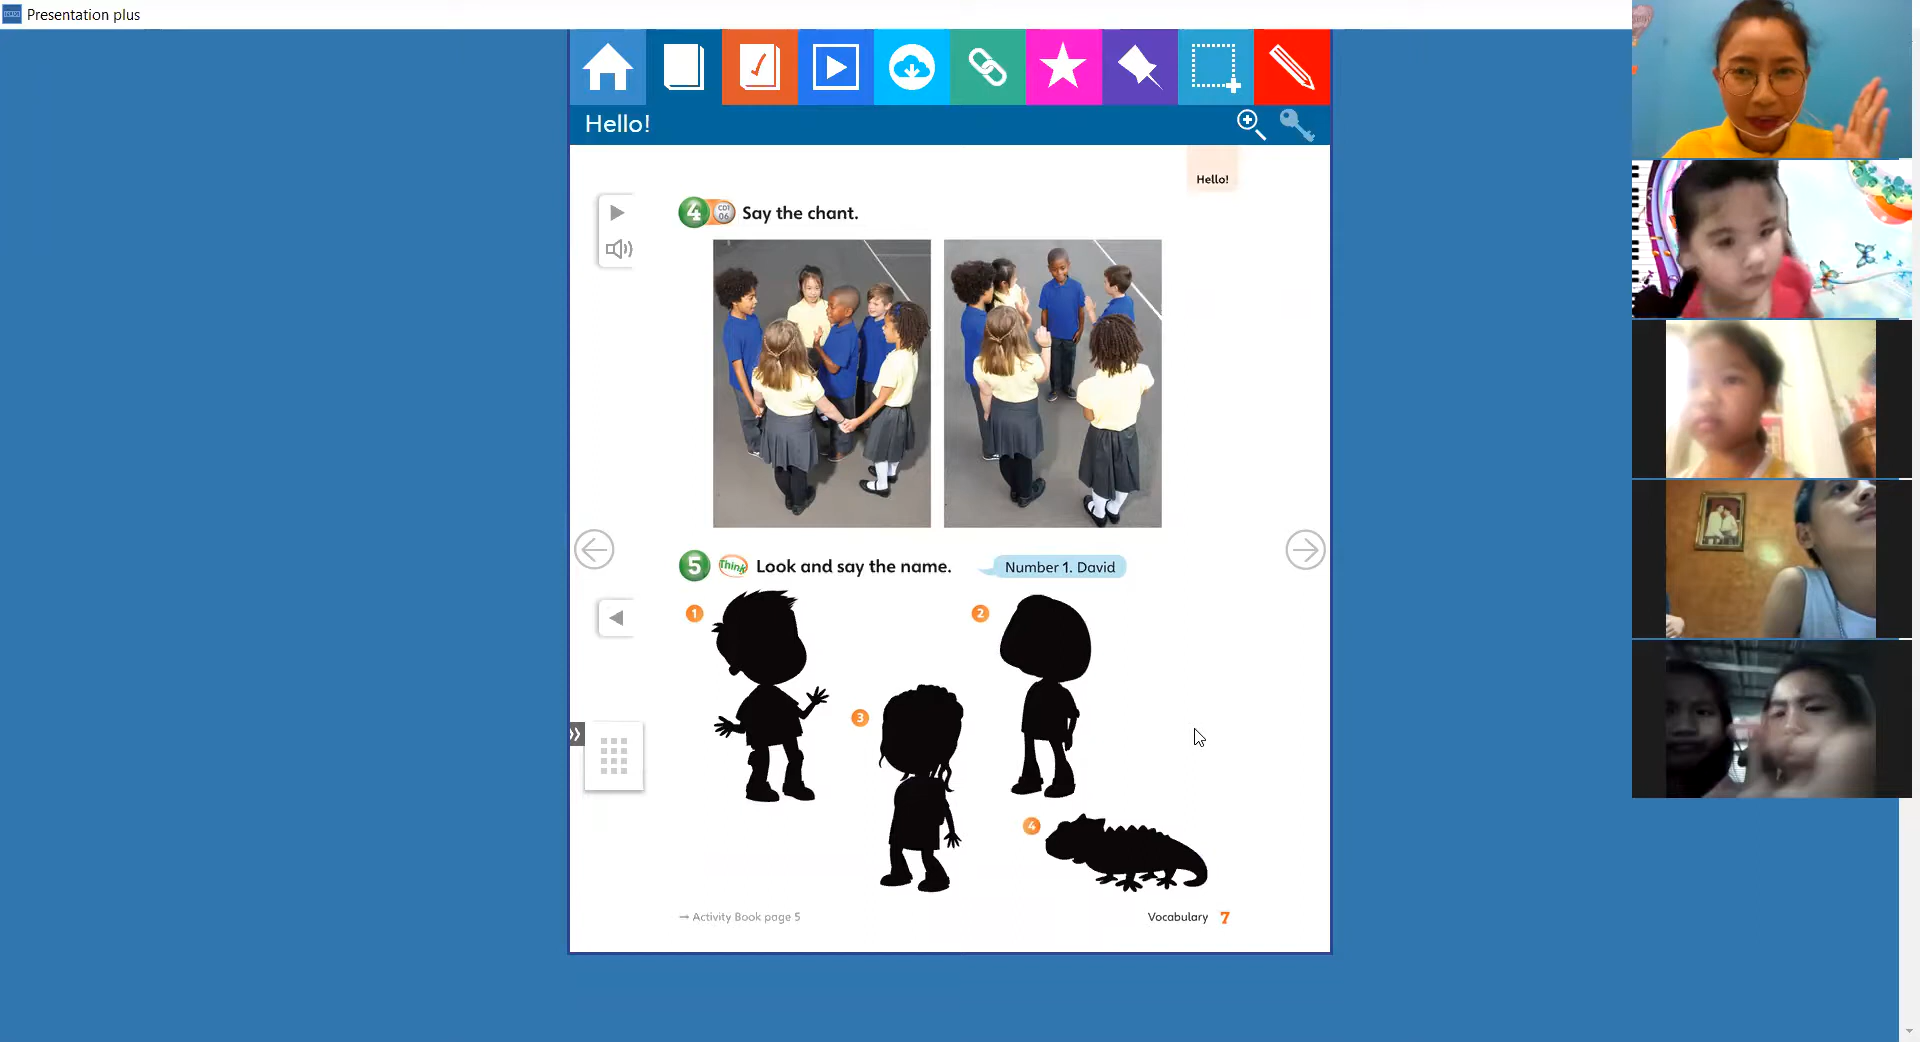 Presentation plus
Hello!
Hello!
4 CD1 06 Say the chant.
5 Think Look and say the name. Number 1. David
1
2
3
4
→ Activity Book page 5
Vocabulary 7